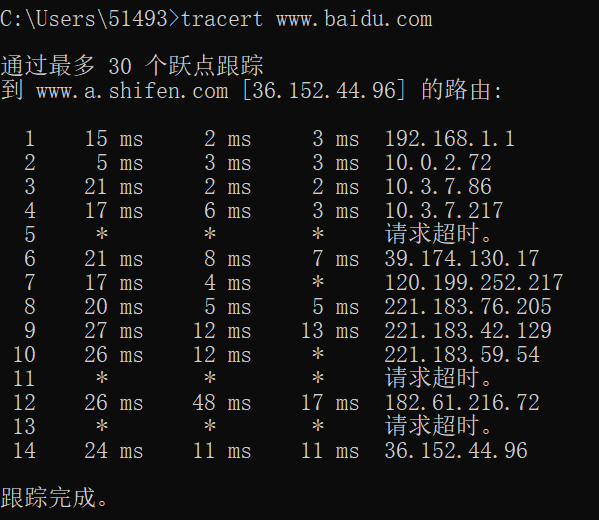 C:\Users\51493>tracert www.baidu.com
通过最多 30 个跃点跟踪
到 www.a.shifen.com [36.152.44.96] 的路由:
1 15 ms 2 ms 3 ms 192.168.1.1
2 5 ms 3 ms 3 ms 10.0.2.72
3 21 ms 2 ms 2 ms 10.3.7.86
4 17 ms 6 ms 3 ms 10.3.7.217
5 * * * 请求超时。
6 21 ms 8 ms 7 ms 39.174.130.17
7 17 ms 4 ms * 120.199.252.217
8 20 ms 5 ms 5 ms 221.183.76.205
9 27 ms 12 ms 13 ms 221.183.42.129
10 26 ms 12 ms * 221.183.59.54
11 * * * 请求超时。
12 26 ms 48 ms 17 ms 182.61.216.72
13 * * * 请求超时。
14 24 ms 11 ms 11 ms 36.152.44.96
跟踪完成。